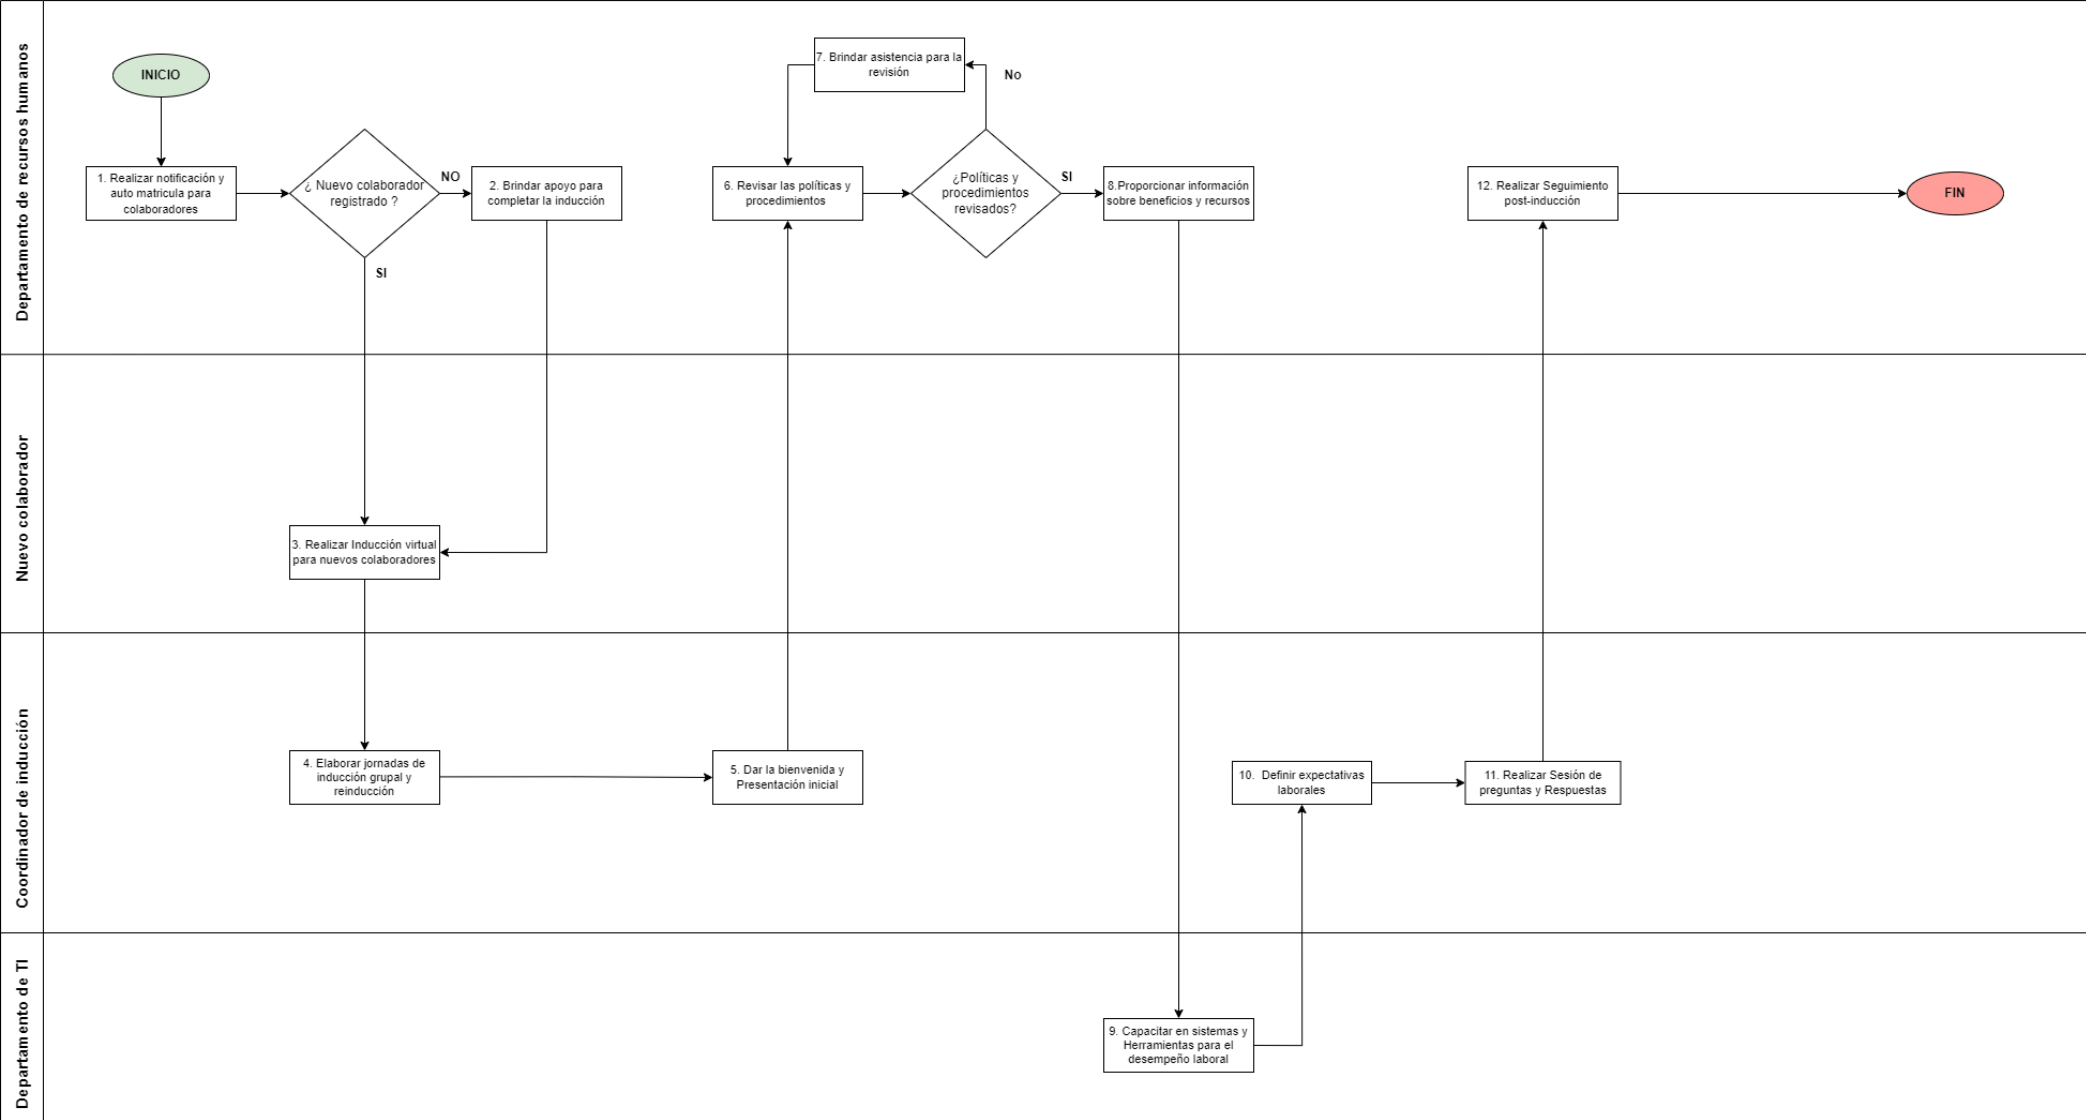 Departamento de recursos humanos
INICIO
1. Realizar notificación y
auto matricula para
colaboradores
¿ Nuevo colaborador
registrado ?
NO
SI
2. Brindar apoyo para
completar la inducción
7. Brindar asistencia para la
revisión
No
6. Revisar las políticas y
procedimientos
¿Políticas y
procedimientos
revisados?
SI
8.Proporcionar información
sobre beneficios y recursos
12. Realizar Seguimiento
post-inducción
FIN
Nuevo colaborador
3. Realizar Inducción virtual
para nuevos colaboradores
Coordinador de inducción
4. Elaborar jornadas de
inducción grupal y
reinducción
5. Dar la bienvenida y
Presentación inicial
10. Definir expectativas
laborales
11. Realizar Sesión de
preguntas y Respuestas
Departamento de TI
9. Capacitar en sistemas y
Herramientas para el
desempeño laboral